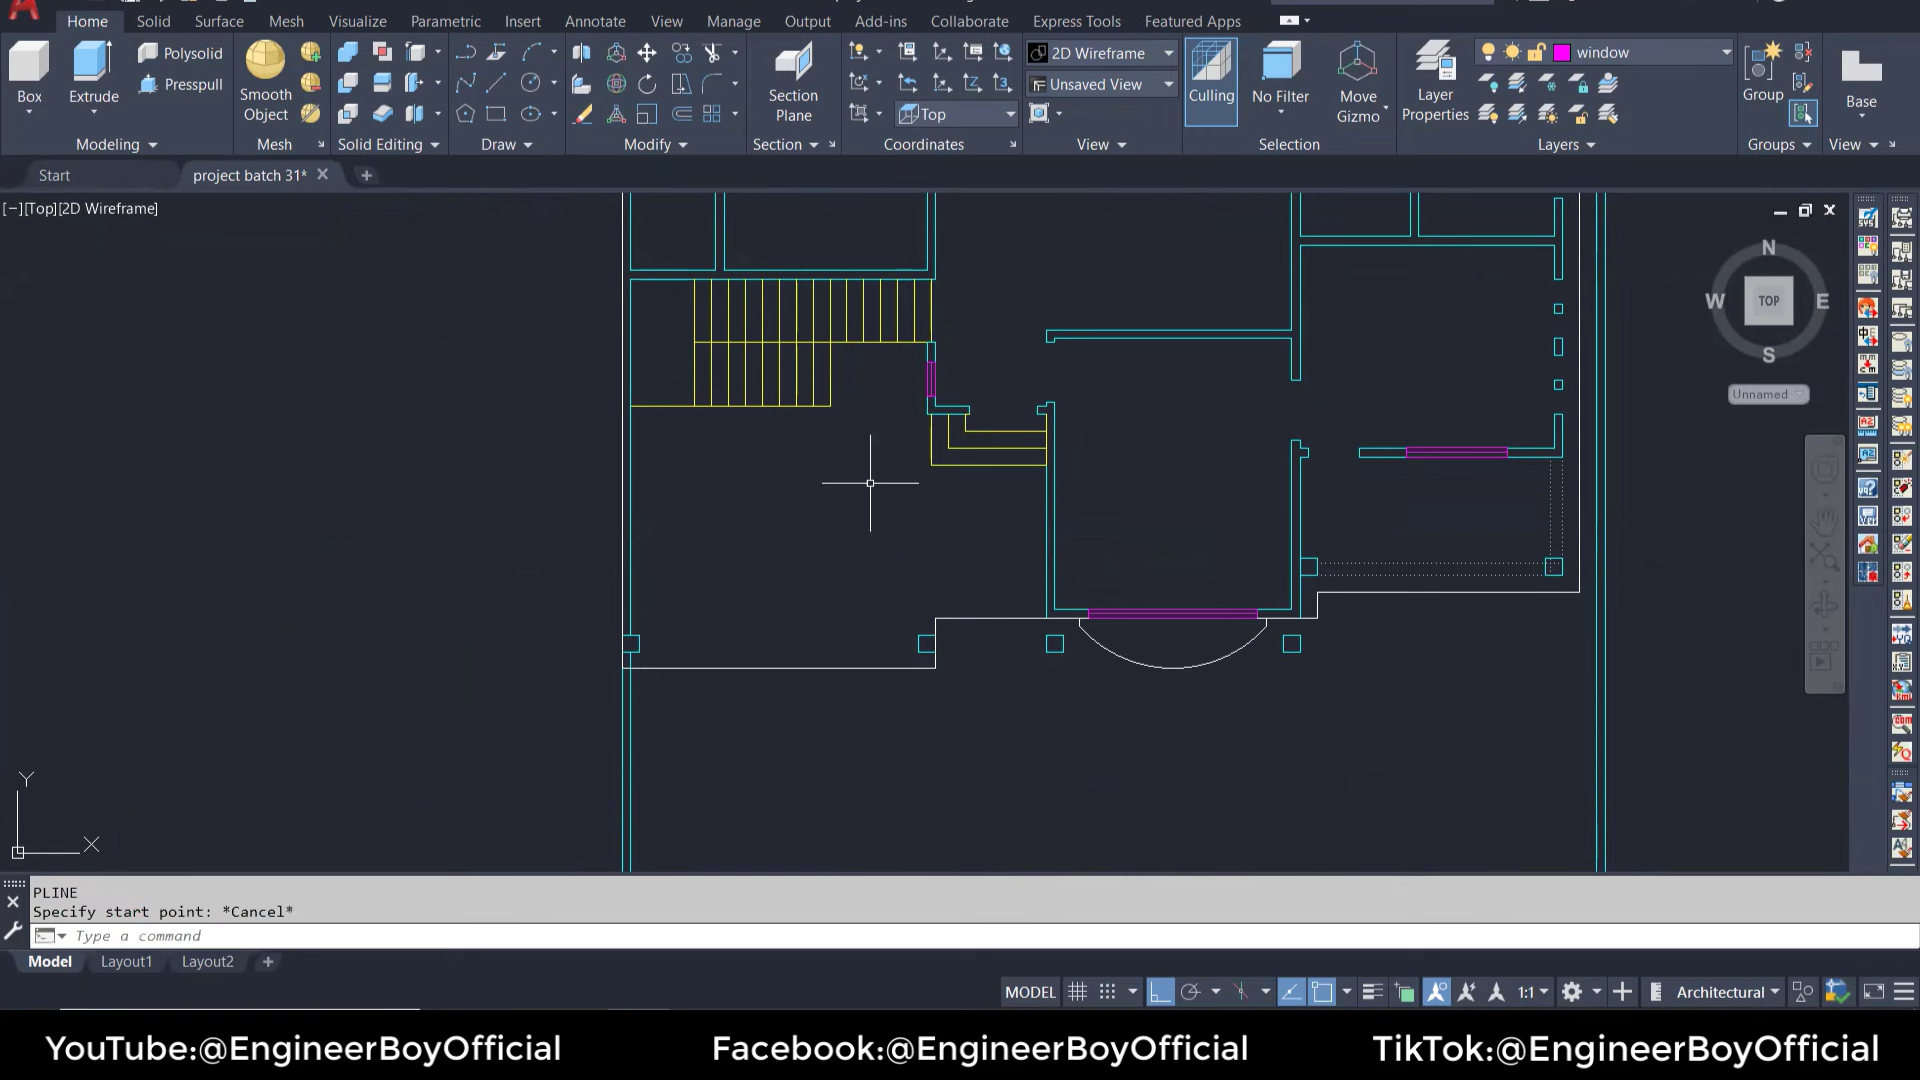 Home Solid Surface Mesh Visualize Parametric Insert Annotate View Manage Output Add-ins Collaborate Express Tools Featured Apps
Box Extrude Polysolid Presspull
Smooth Object
Section Plane
Top
2D Wireframe
Unsaved View
Culling No Filter Move Gizmo
Layer Properties
window
Group
Base
Modeling Mesh Solid Editing Draw Modify Section Coordinates View Selection Layers Groups View
Start project batch 31*
[−][Top][2D Wireframe]
N
W TOP E
S
Unnamed
Y
X
PLINE
Specify start point: *Cancel*
Type a command
Model Layout1 Layout2
MODEL 1:1 Architectural
YouTube:@EngineerBoyOfficial Facebook:@EngineerBoyOfficial TikTok:@EngineerBoyOfficial